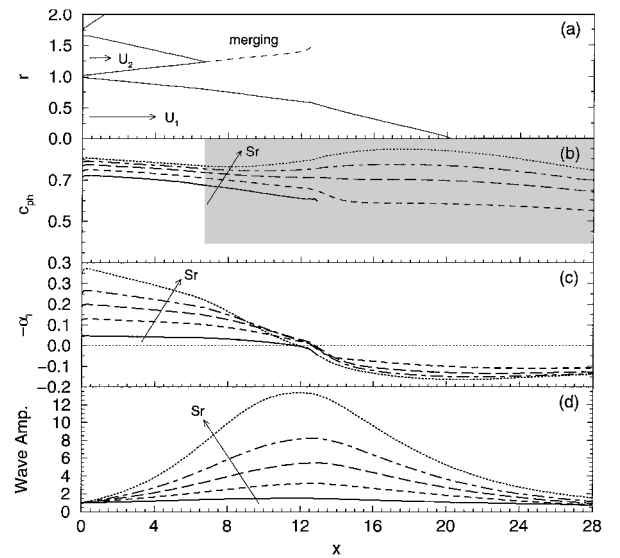 2.0
(a)
merging
1.5
U₂
r
1.0
0.5
U₁
0.0
Sr
(b)
0.7
cₚₕ
0.5
0.3
0.3
Sr
(c)
0.2
0.1
−αᵢ
0.0
−0.1
−0.2
12
(d)
10
Sr
8
Wave Amp.
6
4
2
0
0 4 8 12 16 20 24 28
x